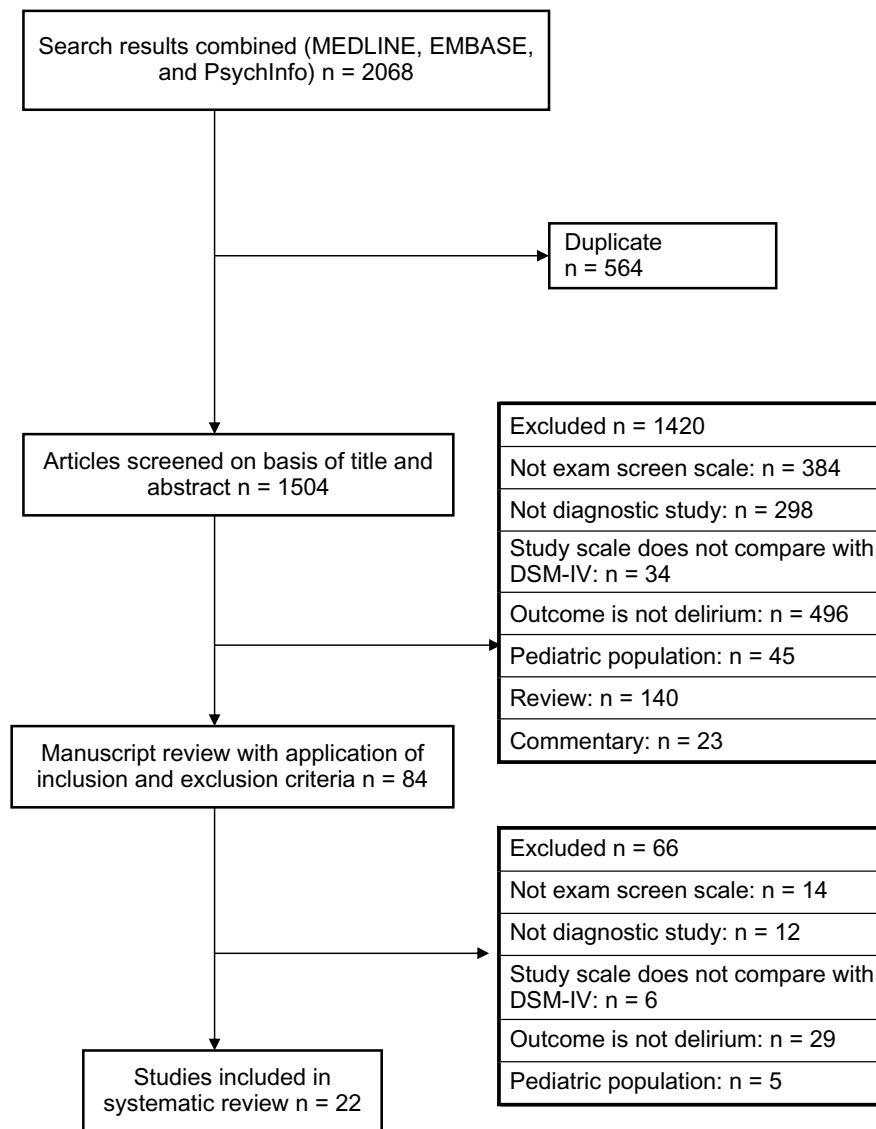 Search results combined (MEDLINE, EMBASE,
and PsychInfo) n = 2068
Duplicate
n = 564
Articles screened on basis of title and
abstract n = 1504
Excluded n = 1420
Not exam screen scale: n = 384
Not diagnostic study: n = 298
Study scale does not compare with
DSM-IV: n = 34
Outcome is not delirium: n = 496
Pediatric population: n = 45
Review: n = 140
Commentary: n = 23
Manuscript review with application of
inclusion and exclusion criteria n = 84
Excluded n = 66
Not exam screen scale: n = 14
Not diagnostic study: n = 12
Study scale does not compare with
DSM-IV: n = 6
Outcome is not delirium: n = 29
Pediatric population: n = 5
Studies included in
systematic review n = 22